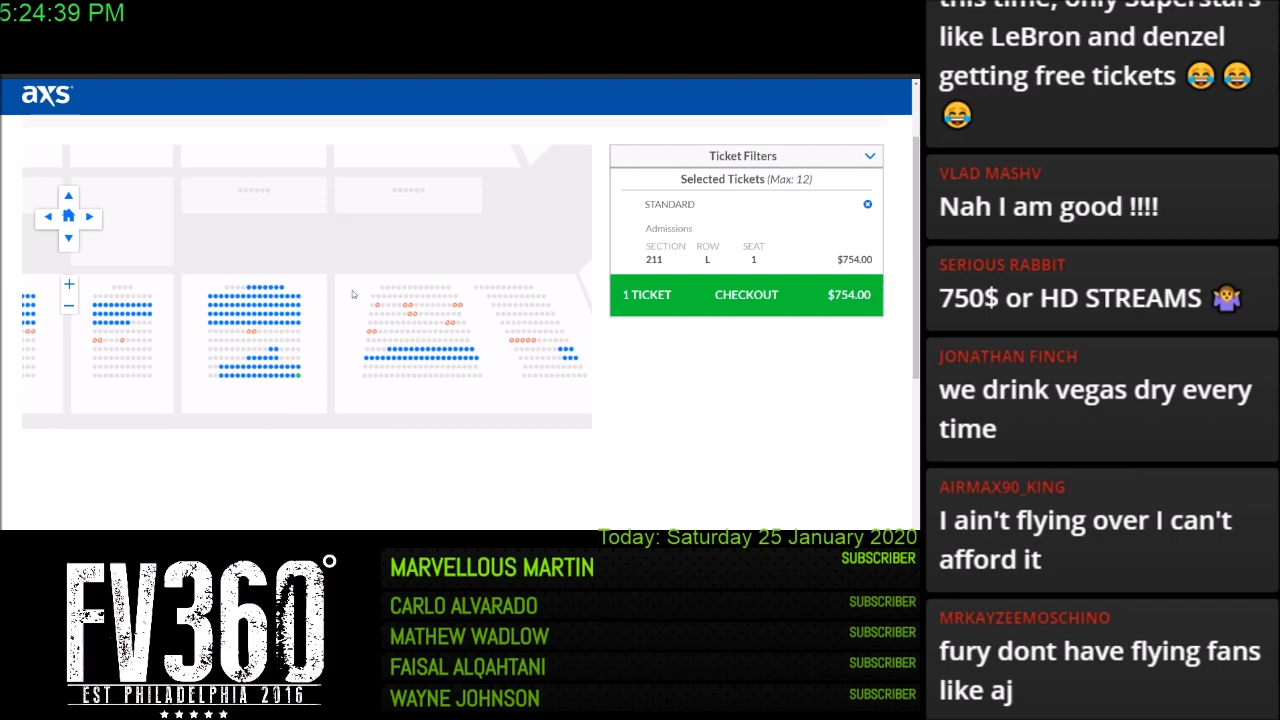 5:24:39 PM
axs
Ticket Filters
Selected Tickets (Max: 12)
STANDARD
Admissions
SECTION ROW SEAT
211 L 1 $754.00
1 TICKET CHECKOUT $754.00
Today: Saturday 25 January 2020
FV360°
EST PHILADELPHIA 2016
MARVELLOUS MARTIN SUBSCRIBER
CARLO ALVARADO SUBSCRIBER
MATHEW WADLOW SUBSCRIBER
FAISAL ALQAHTANI SUBSCRIBER
WAYNE JOHNSON SUBSCRIBER
this time, only Superstars
like LeBron and denzel
getting free tickets 😂 😂
😂
VLAD MASHV
Nah I am good !!!!
SERIOUS RABBIT
750$ or HD STREAMS 🤷‍♀️
JONATHAN FINCH
we drink vegas dry every
time
AIRMAX90_KING
I ain't flying over I can't
afford it
MRKAYZEEMOSCHINO
fury dont have flying fans
like aj